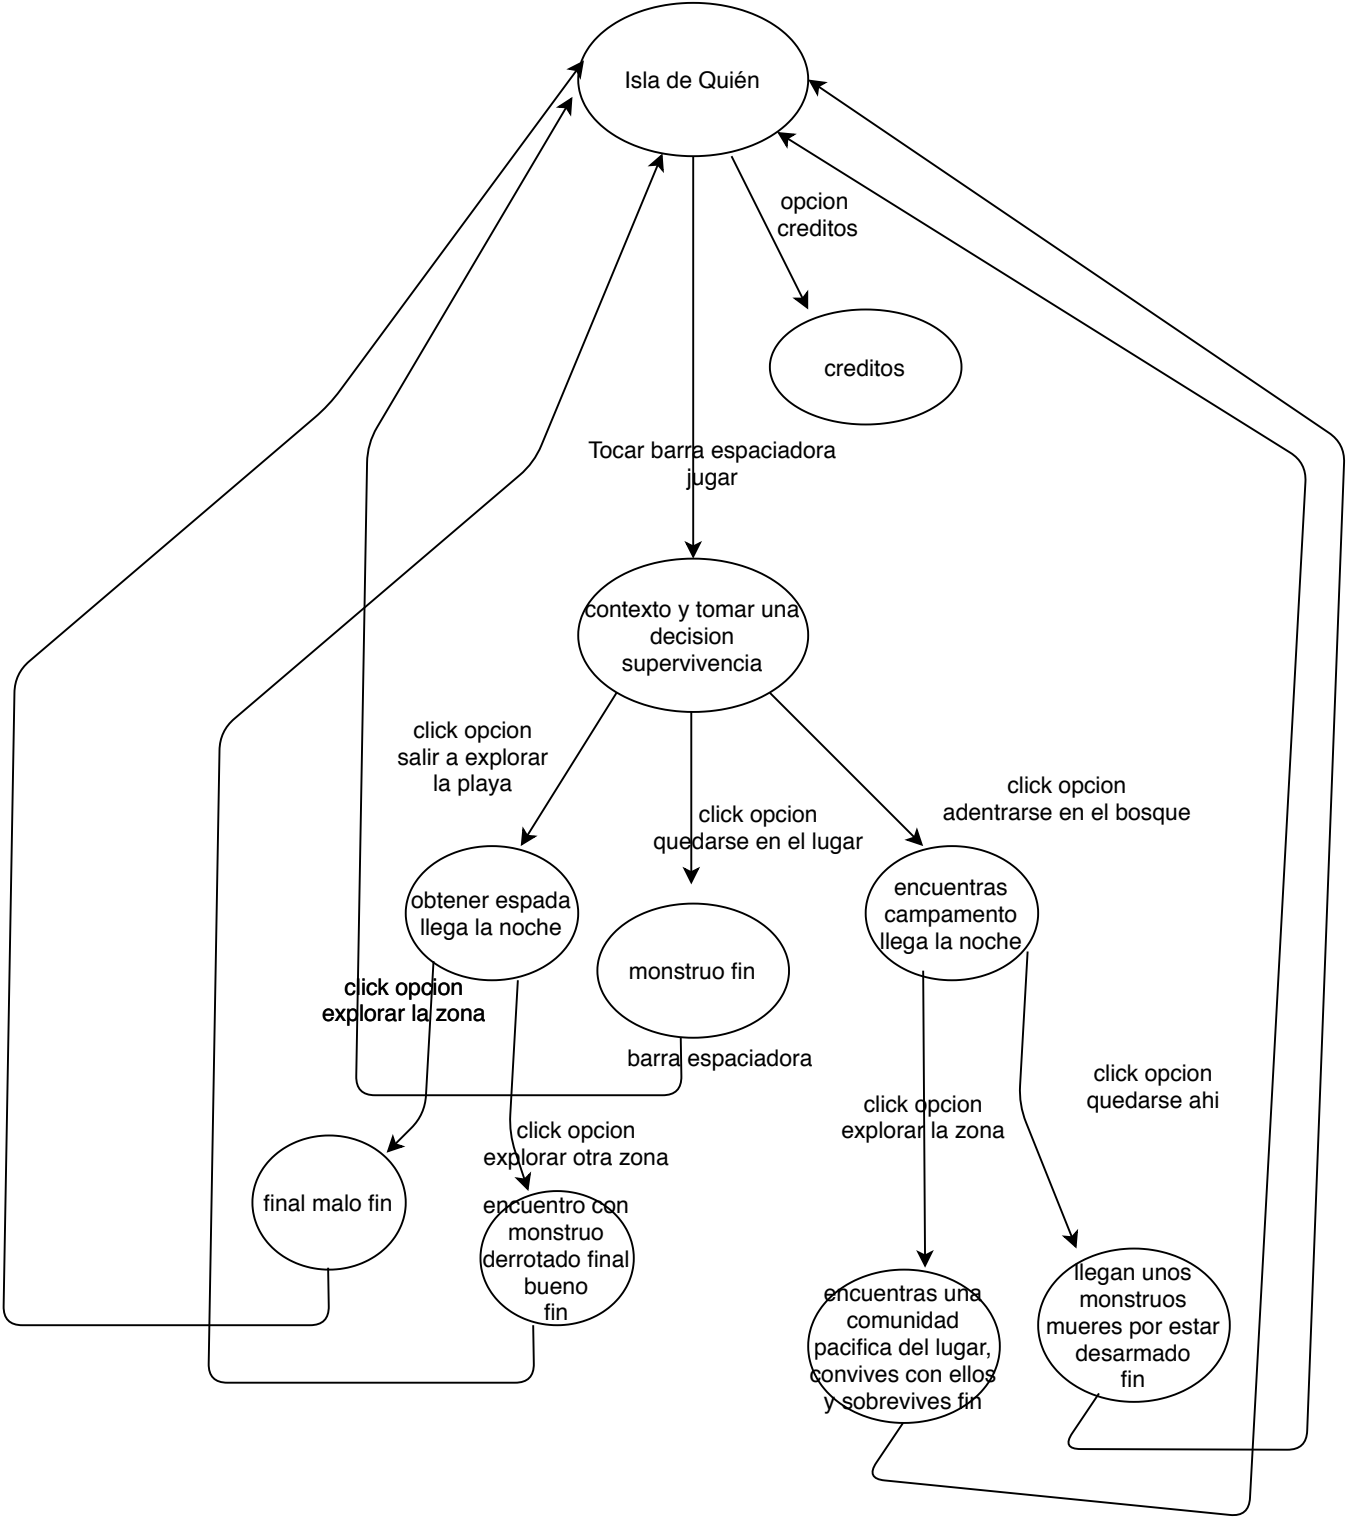 Isla de Quién
opcion
creditos
creditos
Tocar barra espaciadora
jugar
contexto y tomar una
decision
supervivencia
click opcion
salir a explorar
la playa
click opcion
quedarse en el lugar
click opcion
adentrarse en el bosque
obtener espada
llega la noche
monstruo fin
encuentras
campamento
llega la noche
click opcion
explorar la zona
barra espaciadora
click opcion
explorar otra zona
click opcion
explorar la zona
click opcion
quedarse ahi
final malo fin
encuentro con
monstruo
derrotado final
bueno
fin
encuentras una
comunidad
pacifica del lugar,
convives con ellos
y sobrevives fin
llegan unos
monstruos
mueres por estar
desarmado
fin